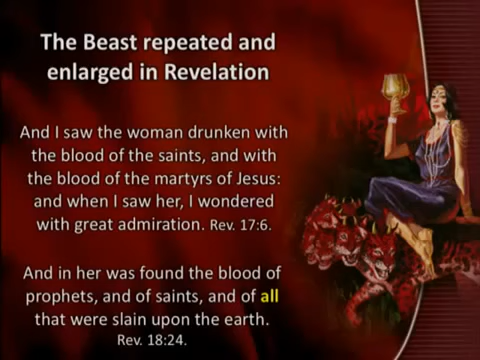 The Beast repeated and
enlarged in Revelation
And I saw the woman drunken with
the blood of the saints, and with
the blood of the martyrs of Jesus:
and when I saw her, I wondered
with great admiration. Rev. 17:6.
And in her was found the blood of
prophets, and of saints, and of all
that were slain upon the earth.
Rev. 18:24.